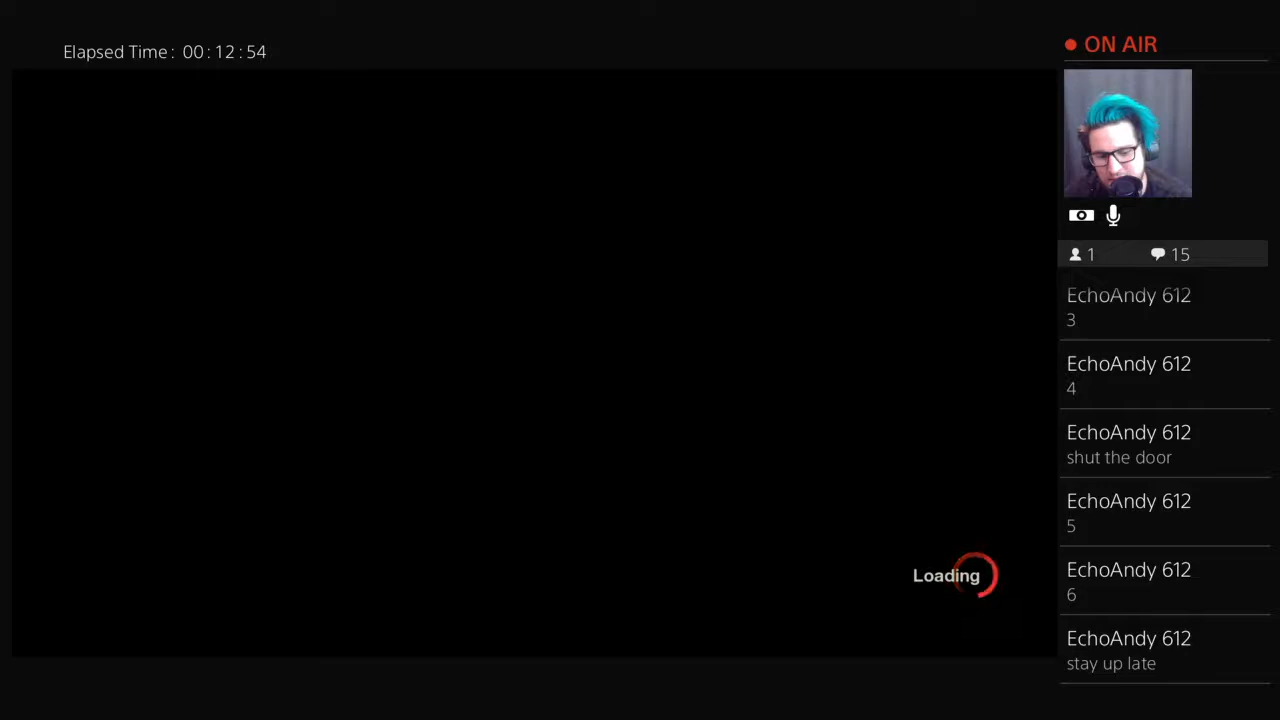 Elapsed Time: 00:12:54
ON AIR
1 15
EchoAndy 612
3
EchoAndy 612
4
EchoAndy 612
shut the door
EchoAndy 612
5
EchoAndy 612
6
EchoAndy 612
stay up late
Loading